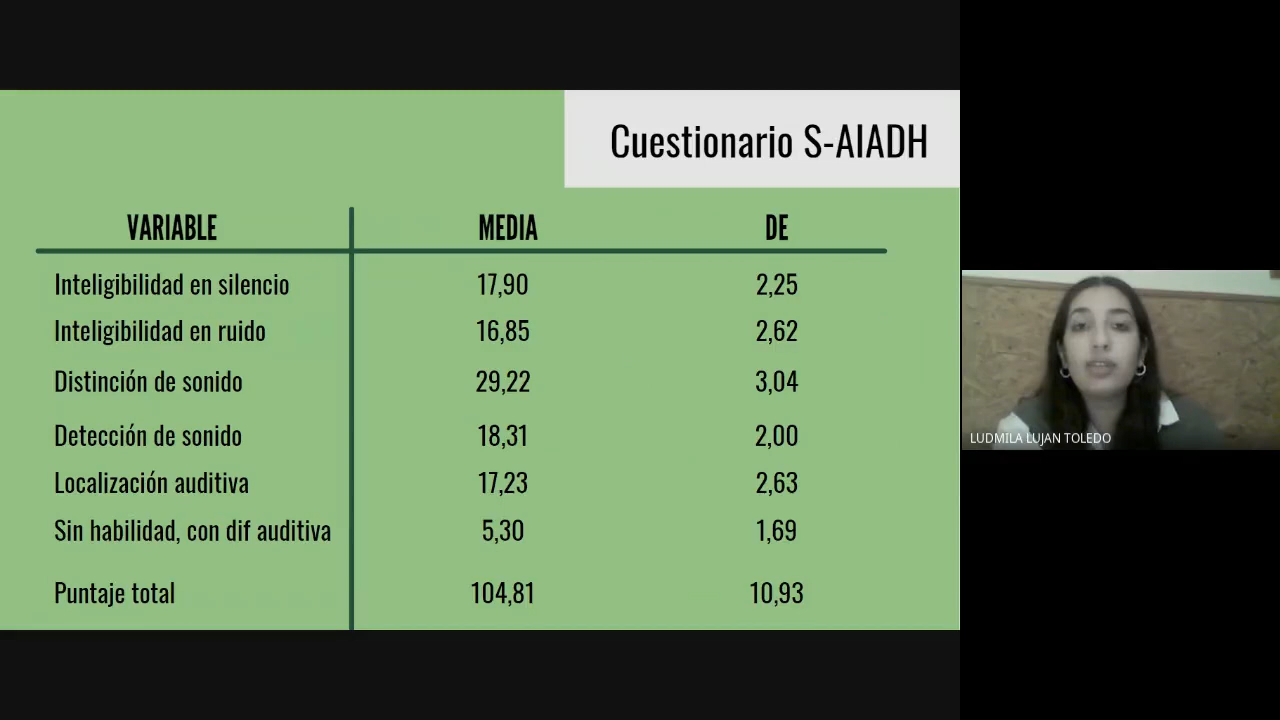 Cuestionario S-AIADH
VARIABLE MEDIA DE
Inteligibilidad en silencio 17,90 2,25
Inteligibilidad en ruido 16,85 2,62
Distinción de sonido 29,22 3,04
Detección de sonido 18,31 2,00
Localización auditiva 17,23 2,63
Sin habilidad, con dif auditiva 5,30 1,69
Puntaje total 104,81 10,93
LUDMILA LUJAN TOLEDO